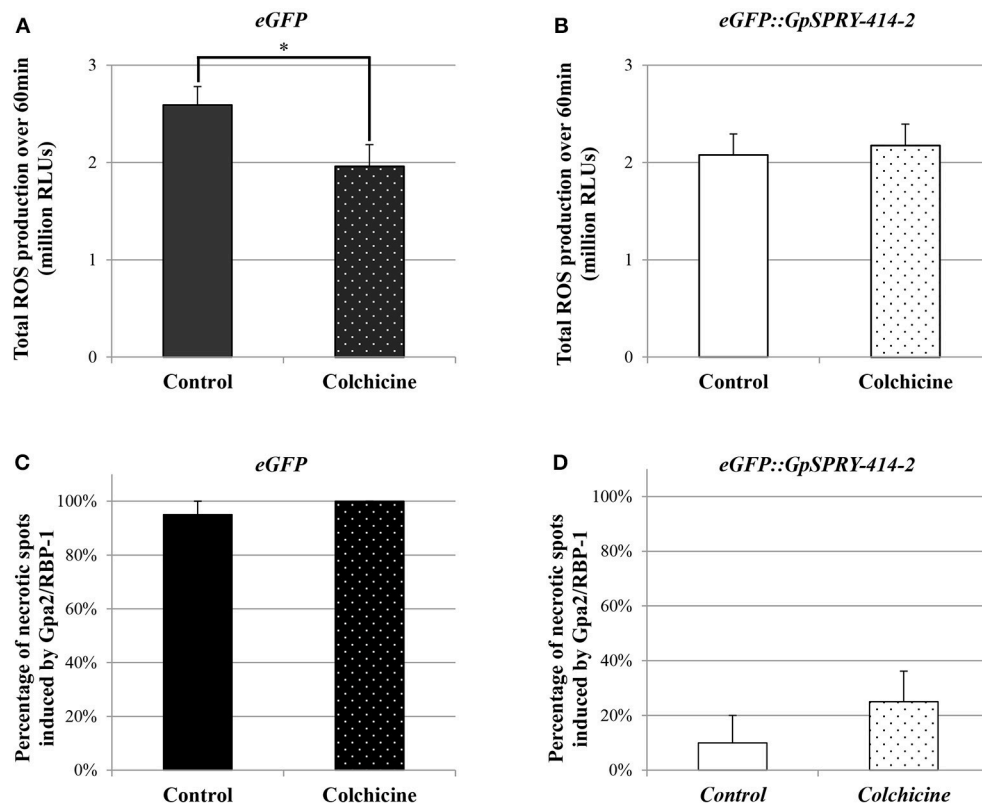 A
eGFP
*
Total ROS production over 60min
(million RLUs)
3
2
1
0
Control
Colchicine
B
eGFP::GpSPRY-414-2
Total ROS production over 60min
(million RLUs)
3
2
1
0
Control
Colchicine
C
eGFP
Percentage of necrotic spots
induced by Gpa2/RBP-1
100%
80%
60%
40%
20%
0%
Control
Colchicine
D
eGFP::GpSPRY-414-2
Percentage of necrotic spots
induced by Gpa2/RBP-1
100%
80%
60%
40%
20%
0%
Control
Colchicine